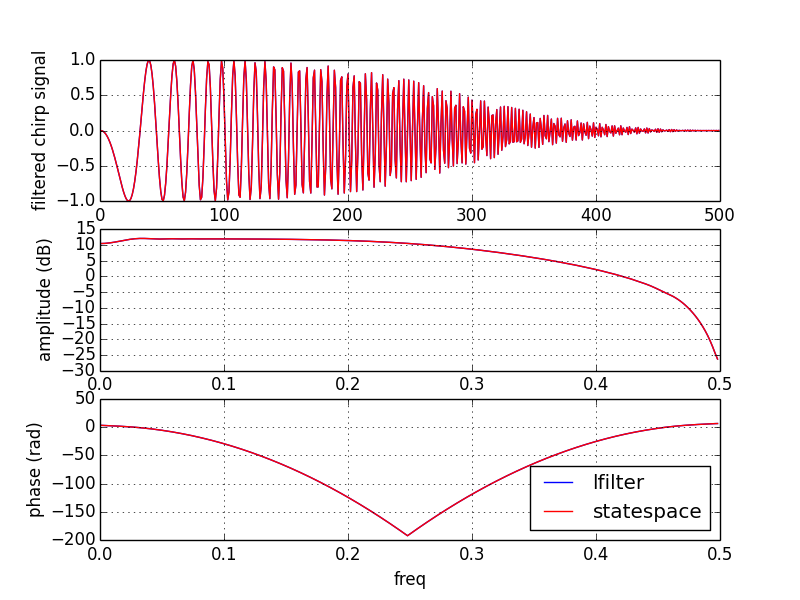 filtered chirp signal
1.0
0.5
0.0
−0.5
−1.0
0 100 200 300 400 500
amplitude (dB)
15
10
5
0
−5
−10
−15
−20
−25
−30
0.0 0.1 0.2 0.3 0.4 0.5
phase (rad)
50
0
−50
−100
−150
−200
0.0 0.1 0.2 0.3 0.4 0.5
freq
lfilter
statespace